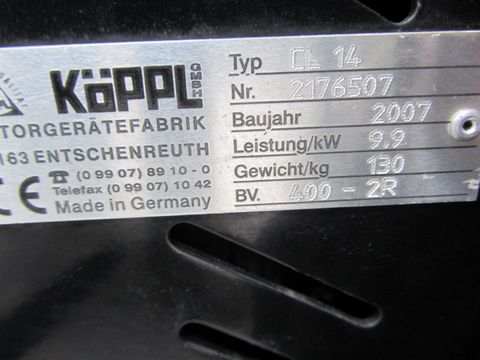 KöPPL GMBH
TORGERÄTEFABRIK
163 ENTSCHENREUTH
☎ (0 99 07) 89 10 - 0
Telefax (0 99 07) 10 42
CE Made in Germany
Typ CL 14
Nr. 2176507
Baujahr 2007
Leistung/kW 9.9
Gewicht/kg 130
BV. 400 - 2R